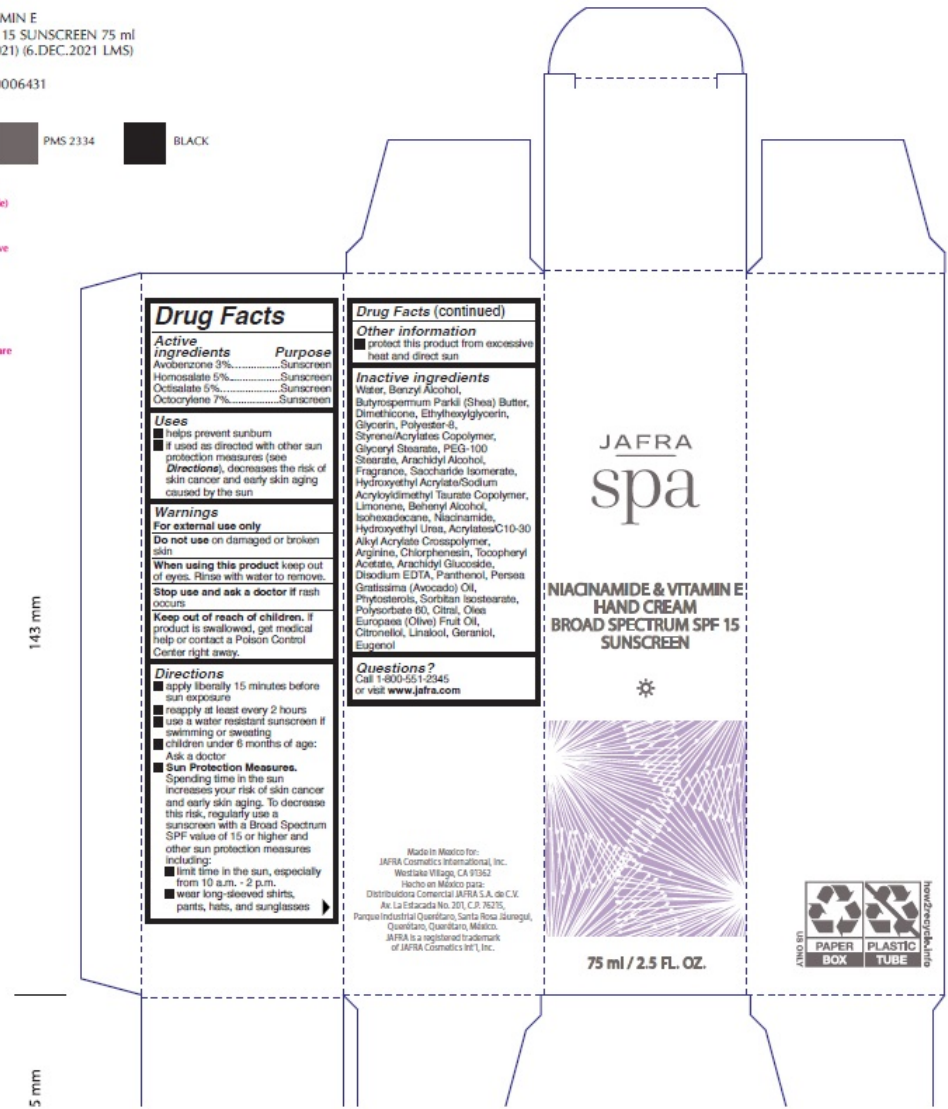 MIN E
15 SUNSCREEN 75 ml
021) (6.DEC.2021 LMS)
0006431
PMS 2334
BLACK
143 mm
5 mm
Drug Facts
Active
ingredients Purpose
Avobenzone 3%................Sunscreen
Homosalate 5%.................Sunscreen
Octisalate 5%....................Sunscreen
Octocrylene 7%.................Sunscreen
Uses
■ helps prevent sunburn
■ if used as directed with other sun
protection measures (see
Directions), decreases the risk of
skin cancer and early skin aging
caused by the sun
Warnings
For external use only
Do not use on damaged or broken
skin
When using this product keep out
of eyes. Rinse with water to remove.
Stop use and ask a doctor if rash
occurs
Keep out of reach of children. If
product is swallowed, get medical
help or contact a Poison Control
Center right away.
Directions
■ apply liberally 15 minutes before
sun exposure
■ reapply at least every 2 hours
■ use a water resistant sunscreen if
swimming or sweating
■ children under 6 months of age:
Ask a doctor
■ Sun Protection Measures.
Spending time in the sun
increases your risk of skin cancer
and early skin aging. To decrease
this risk, regularly use a
sunscreen with a Broad Spectrum
SPF value of 15 or higher and
other sun protection measures
including:
■ limit time in the sun, especially
from 10 a.m. - 2 p.m.
■ wear long-sleeved shirts,
pants, hats, and sunglasses
Drug Facts (continued)
Other information
■ protect this product from excessive
heat and direct sun
Inactive ingredients
Water, Benzyl Alcohol,
Butyrospermum Parkii (Shea) Butter,
Dimethicone, Ethylhexylglycerin,
Glycerin, Polyester-8,
Styrene/Acrylates Copolymer,
Glyceryl Stearate, PEG-100
Stearate, Arachidyl Alcohol,
Fragrance, Saccharide Isomerate,
Hydroxyethyl Acrylate/Sodium
Acryloyldimethyl Taurate Copolymer,
Limonene, Behenyl Alcohol,
Isohexadecane, Niacinamide,
Hydroxyethyl Urea, Acrylates/C10-30
Alkyl Acrylate Crosspolymer,
Arginine, Chlorphenesin, Tocopheryl
Acetate, Arachidyl Glucoside,
Disodium EDTA, Panthenol, Persea
Gratissima (Avocado) Oil,
Phytosterols, Sorbitan Isostearate,
Polysorbate 60, Citral, Olea
Europaea (Olive) Fruit Oil,
Citronellol, Linalool, Geraniol,
Eugenol
Questions?
Call 1-800-551-2345
or visit www.jafra.com
Made in Mexico for:
JAFRA Cosmetics International, Inc.
Westlake Village, CA 91362
Hecho en México para:
Distribuidora Comercial JAFRA S.A. de C.V.
Av. La Estacada No. 201, C.P. 76215,
Parque Industrial Querétaro, Santa Rosa Jáuregui,
Querétaro, Querétaro, México.
JAFRA is a registered trademark
of JAFRA Cosmetics Int'l, Inc.
JAFRA
spa
NIACINAMIDE & VITAMIN E
HAND CREAM
BROAD SPECTRUM SPF 15
SUNSCREEN
75 ml / 2.5 FL. OZ.
US ONLY
PAPER
BOX
PLASTIC
TUBE
how2recycle.info